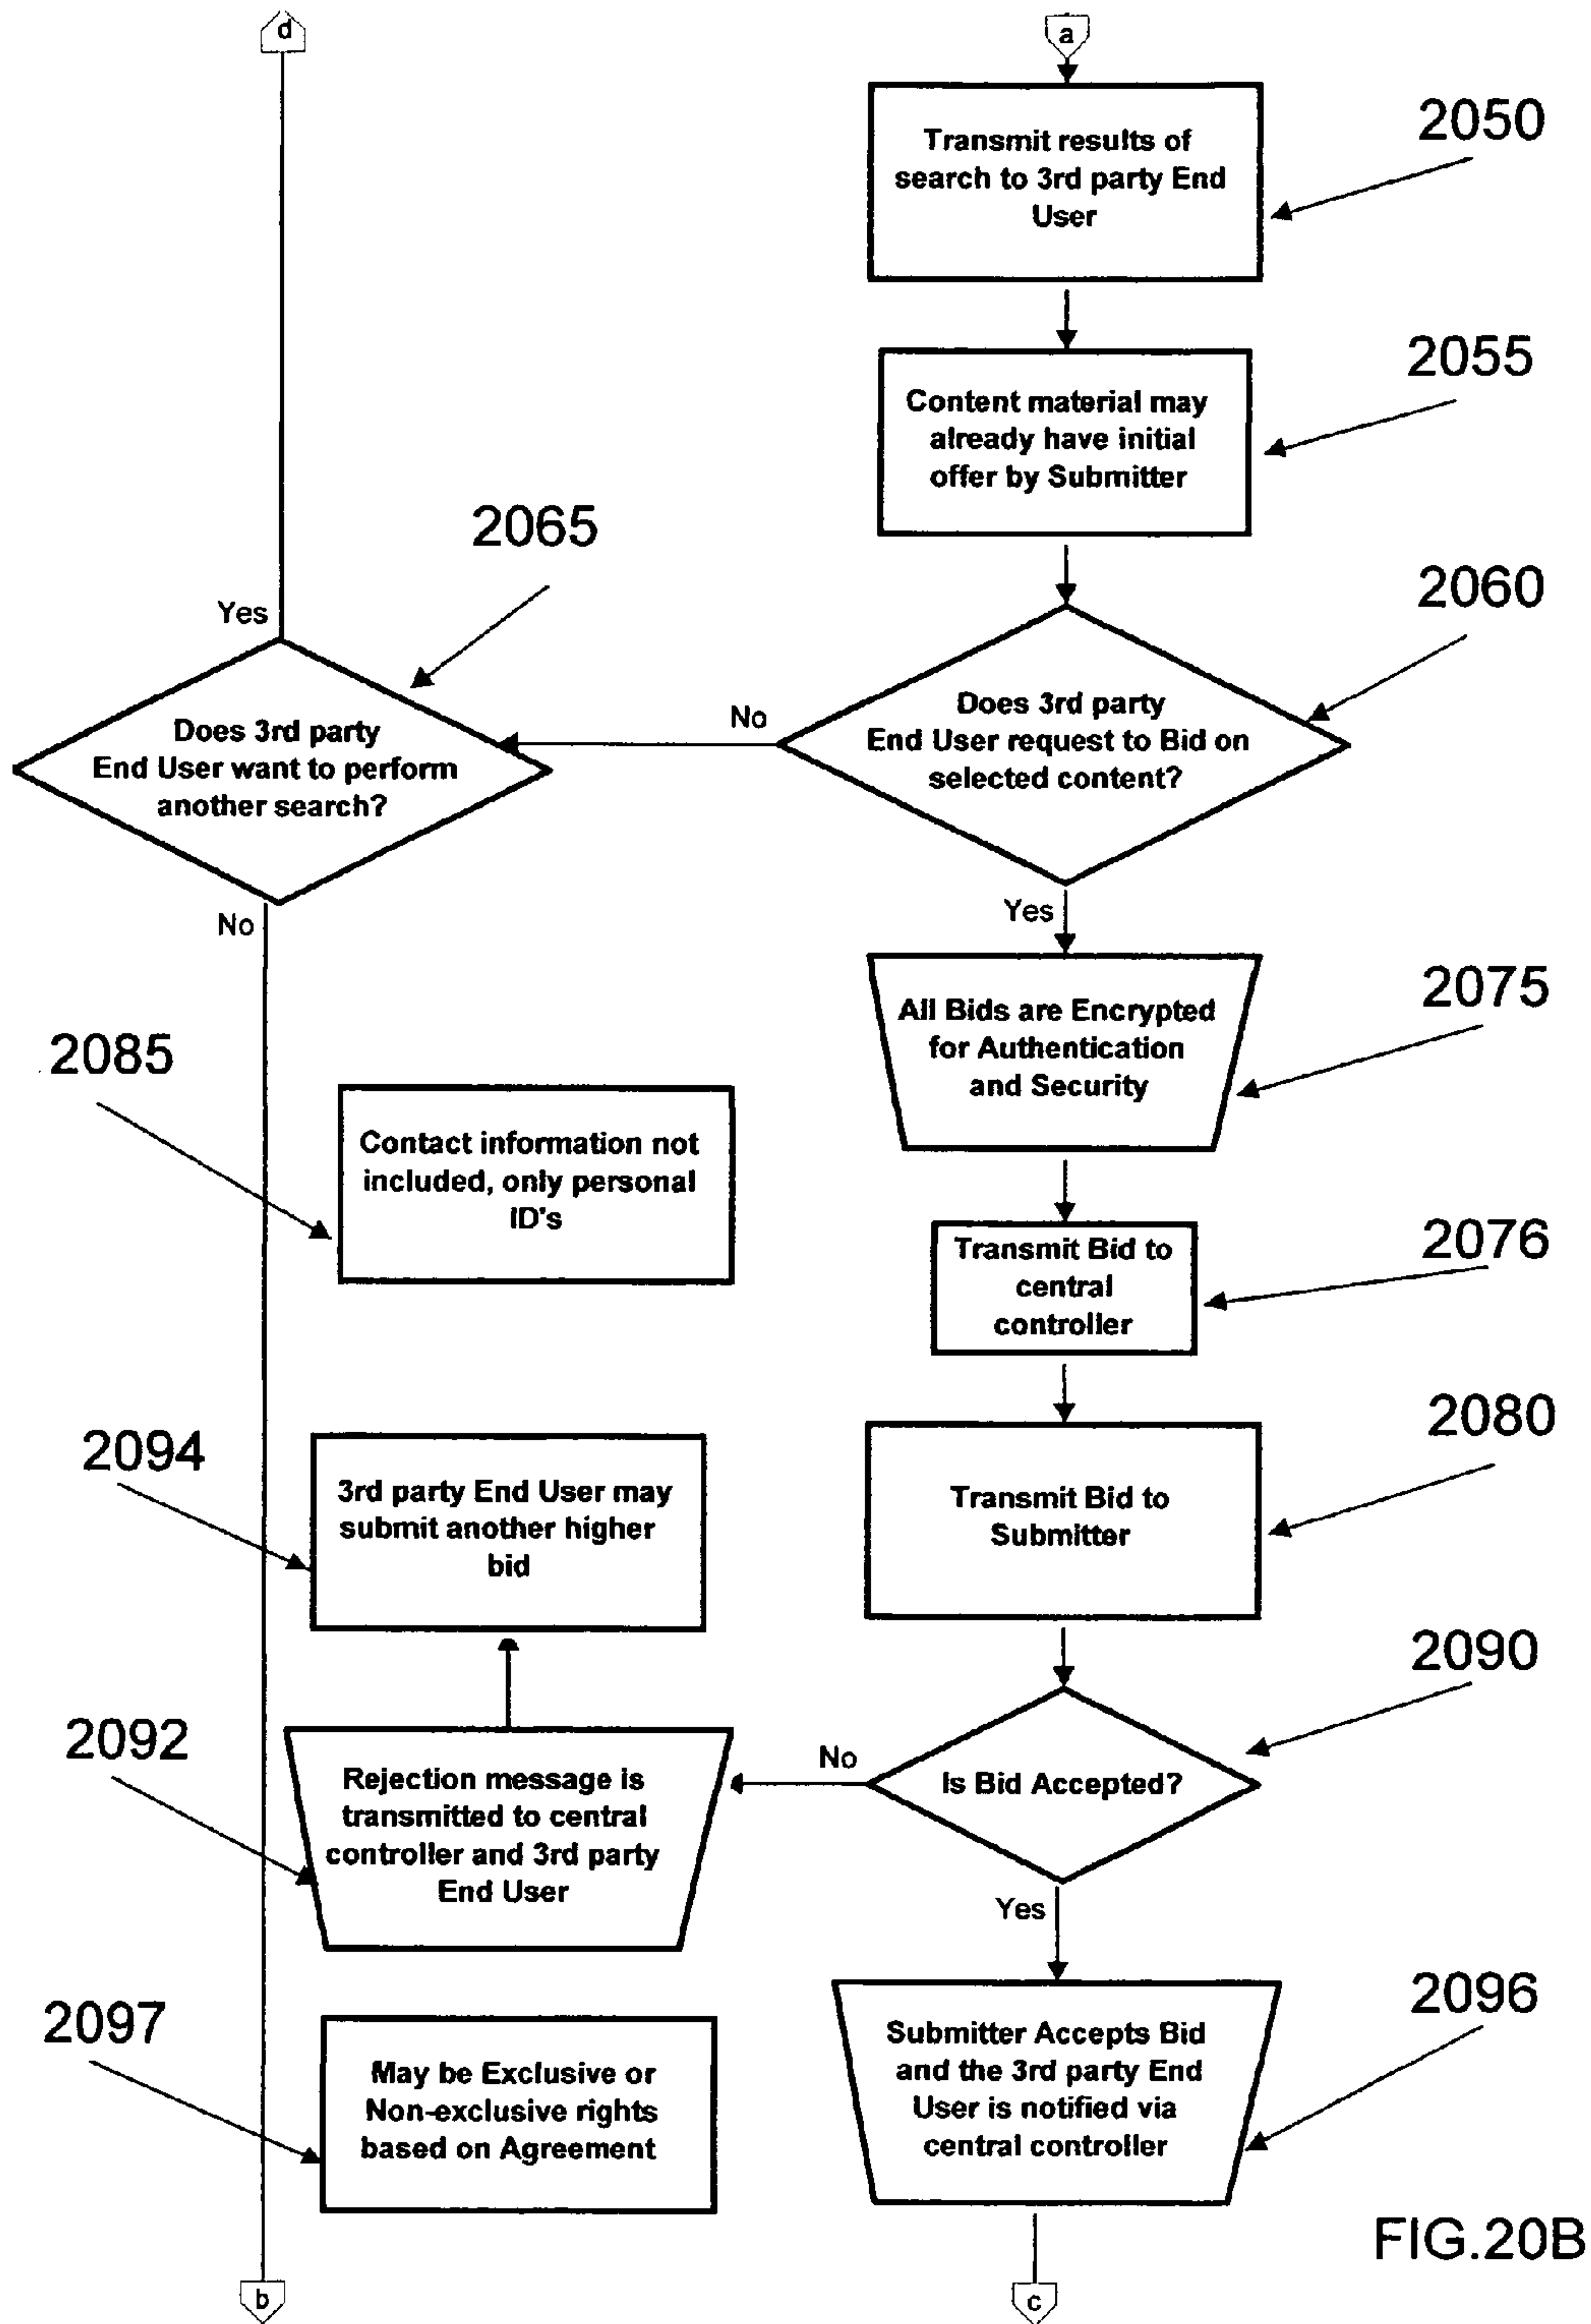 d
a
Transmit results of
search to 3rd party End
User
2050
Content material may
already have initial
offer by Submitter
2055
2065
2060
Yes
Does 3rd party
End User want to perform
another search?
No
Does 3rd party
End User request to Bid on
selected content?
No
Yes
All Bids are Encrypted
for Authentication
and Security
2075
2085
Contact information not
included, only personal
ID's
Transmit Bid to
central
controller
2076
2094
3rd party End User may
submit another higher
bid
Transmit Bid to
Submitter
2080
2090
2092
Rejection message is
transmitted to central
controller and 3rd party
End User
No
Is Bid Accepted?
Yes
2097
May be Exclusive or
Non-exclusive rights
based on Agreement
Submitter Accepts Bid
and the 3rd party End
User is notified via
central controller
2096
b
c
FIG.20B